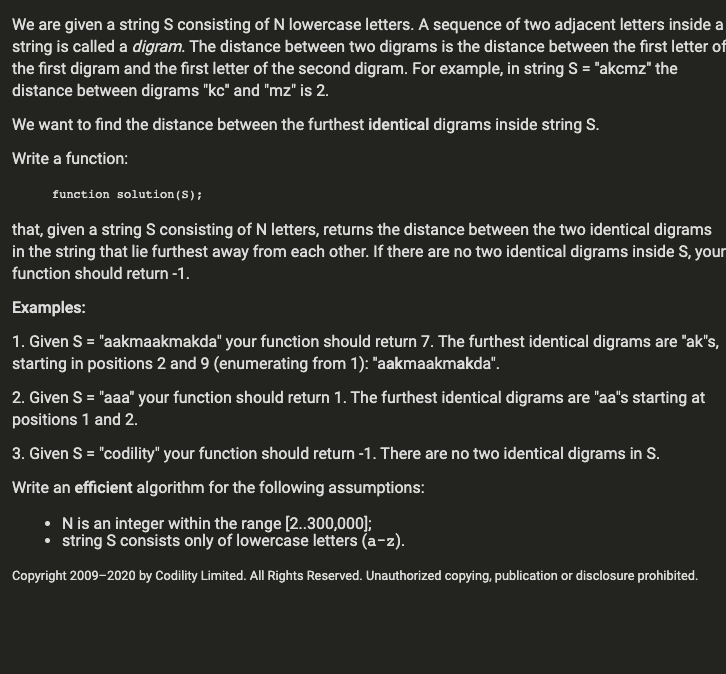 We are given a string S consisting of N lowercase letters. A sequence of two adjacent letters inside a
string is called a digram. The distance between two digrams is the distance between the first letter of
the first digram and the first letter of the second digram. For example, in string S = "akcmz" the
distance between digrams "kc" and "mz" is 2.
We want to find the distance between the furthest identical digrams inside string S.
Write a function:
function solution(S);
that, given a string S consisting of N letters, returns the distance between the two identical digrams
in the string that lie furthest away from each other. If there are no two identical digrams inside S, your
function should return -1.
Examples:
1. Given S = "aakmaakmakda" your function should return 7. The furthest identical digrams are "ak"s,
starting in positions 2 and 9 (enumerating from 1): "aakmaakmakda".
2. Given S = "aaa" your function should return 1. The furthest identical digrams are "aa"s starting at
positions 1 and 2.
3. Given S = "codility" your function should return -1. There are no two identical digrams in S.
Write an efficient algorithm for the following assumptions:
• N is an integer within the range [2..300,000];
• string S consists only of lowercase letters (a-z).
Copyright 2009–2020 by Codility Limited. All Rights Reserved. Unauthorized copying, publication or disclosure prohibited.